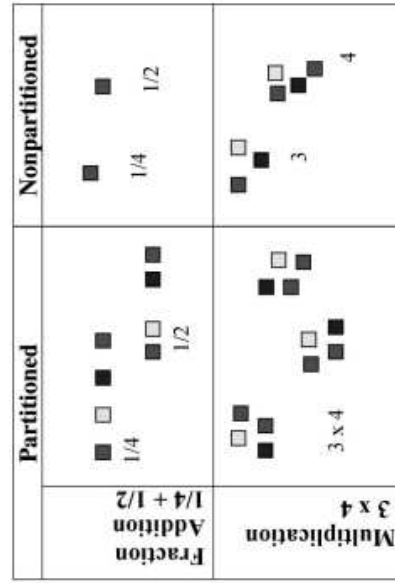 Partitioned
Nonpartitioned
Fraction
Addition
1/4 + 1/2
1/4
1/2
1/4
1/2
Multiplication
3 x 4
3 x 4
3
4